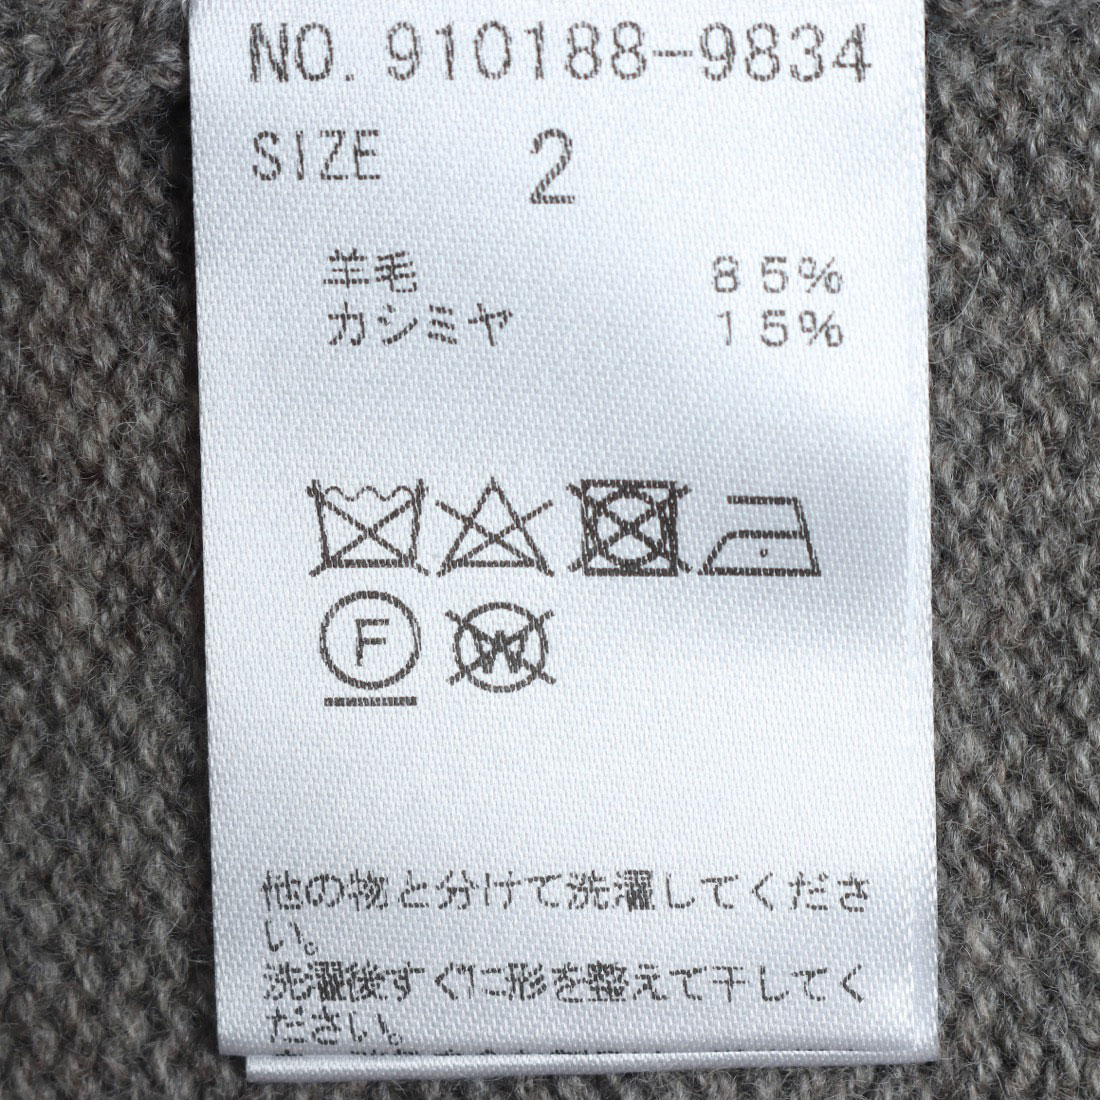 NO. 910188-9834
SIZE 2
羊毛 85%
カシミヤ 15%
F
W
他の物と分けて洗濯してくださ
い。
洗濯後すぐに形を整えて干してく
ださい。